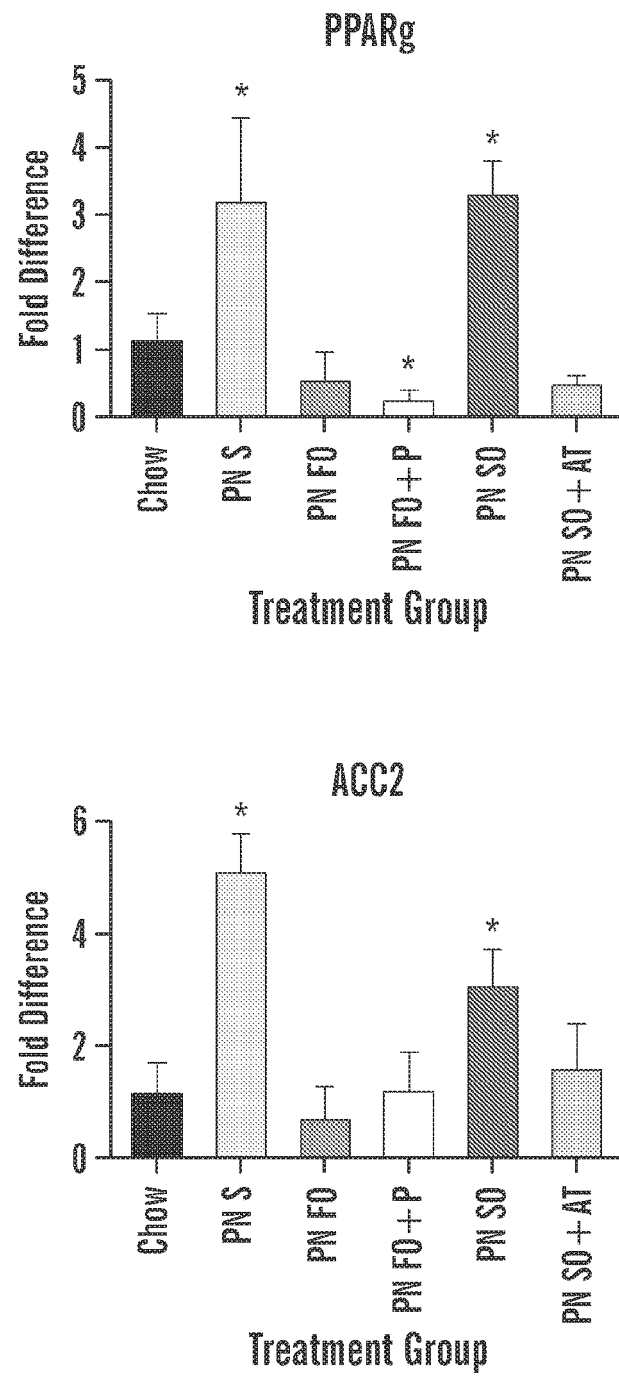 PPARg
5
4
3
2
1
0
Fold Difference
*
*
*
Chow
PN S
PN FO
PN FO+P
PN SO
PN SO+AT
Treatment Group
ACC2
6
4
2
0
Fold Difference
*
*
Chow
PN S
PN FO
PN FO+P
PN SO
PN SO+AT
Treatment Group